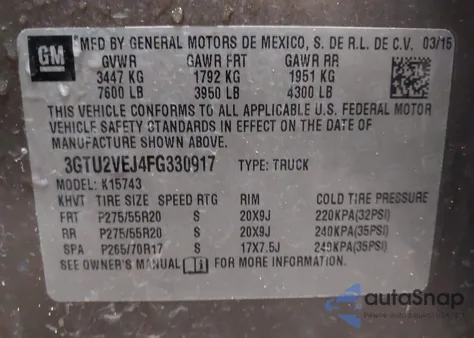 GM
MFD BY GENERAL MOTORS DE MEXICO, S. DE R.L. DE C.V. 03/15
GVWR GAWR FRT GAWR RR
3447 KG 1792 KG 1951 KG
7600 LB 3950 LB 4300 LB
THIS VEHICLE CONFORMS TO ALL APPLICABLE U.S. FEDERAL MOTOR
VEHICLE SAFETY STANDARDS IN EFFECT ON THE DATE OF
MANUFACTURE SHOWN ABOVE.
3GTU2VEJ4FG330917 TYPE: TRUCK
MODEL: K15743
KHVT TIRE SIZE SPEED RTG RIM COLD TIRE PRESSURE
FRT P275/55R20 S 20X9J 220KPA(32PSI)
RR P275/55R20 S 20X9J 240KPA(35PSI)
SPA P265/70R17 S 17X7.5J 240KPA(35PSI)
SEE OWNER'S MANUAL FOR MORE INFORMATION.
autoSnap